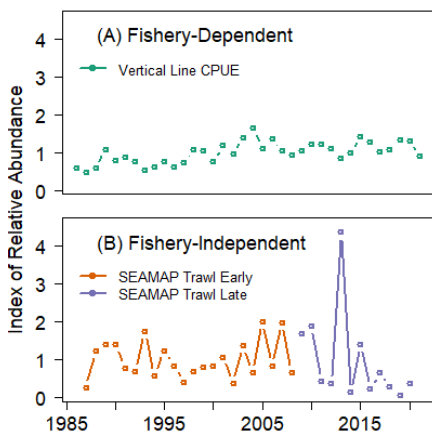 Index of Relative Abundance
(A) Fishery-Dependent
Vertical Line CPUE
4
3
2
1
0
(B) Fishery-Independent
SEAMAP Trawl Early
SEAMAP Trawl Late
4
3
2
1
0
1985 1995 2005 2015